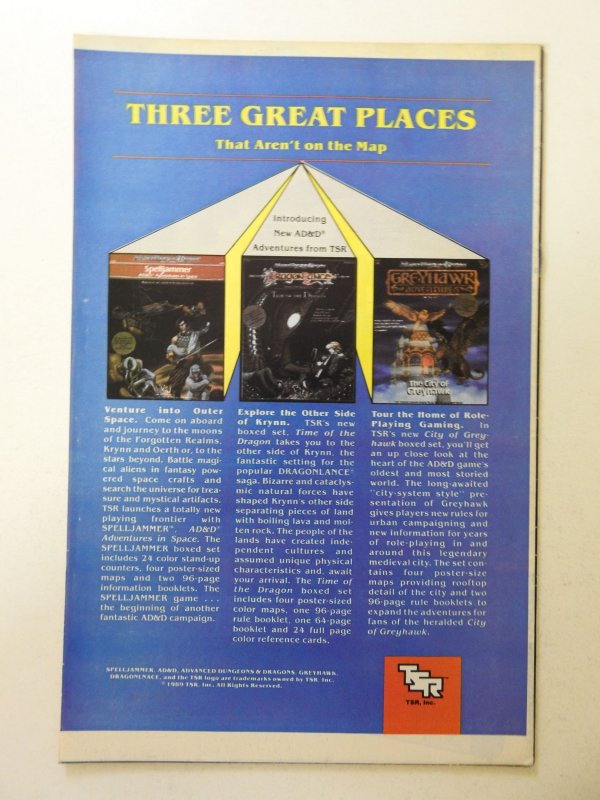 THREE GREAT PLACES
That Aren't on the Map
Introducing
New AD&D®
Adventures from TSR
Spelljammer
DRAGONLANCE
TIME OF THE DRAGON
GREYHAWK
ADVENTURES
The City of
Greyhawk
Venture into Outer
Space. Come on aboard
and journey to the moons
of the Forgotten Realms,
Krynn and Oerth or, to the
stars beyond. Battle magi-
cal aliens in fantasy pow-
ered space crafts and
search the universe for trea-
sure and mystical artifacts.
TSR launches a totally new
playing frontier with
SPELLJAMMER™, AD&D®
Adventures in Space. The
SPELLJAMMER boxed set
includes 24 color stand-up
counters, four poster-sized
maps and two 96-page
information booklets. The
SPELLJAMMER game . . .
the beginning of another
fantastic AD&D campaign.
Explore the Other Side
of Krynn. TSR's new
boxed set, Time of the
Dragon takes you to the
other side of Krynn, the
fantastic setting for the
popular DRAGONLANCE®
saga. Bizarre and cataclys-
mic natural forces have
shaped Krynn's other side
separating pieces of land
with boiling lava and mol-
ten rock. The people of the
lands have created inde-
pendent cultures and
assumed unique physical
characteristics and, await
your arrival. The Time of
the Dragon boxed set
includes four poster-sized
color maps, one 96-page
rule booklet, one 64-page
booklet and 24 full page
color reference cards.
Tour the Home of Role-
Playing Gaming. In
TSR's new City of Grey-
hawk boxed set, you'll get
an up close look at the
heart of the AD&D game's
oldest and most storied
world. The long-awaited
"city-system style" pre-
sentation of Greyhawk
gives players new rules for
urban campaigning and
new information for years
of role-playing in and
around this legendary
medieval city. The set con-
tains four poster-size
maps providing rooftop
detail of the city and two
96-page rule booklets to
expand the adventures for
fans of the heralded City
of Greyhawk.
SPELLJAMMER, AD&D, ADVANCED DUNGEONS & DRAGONS, GREYHAWK,
DRAGONLNACE, and the TSR logo are trademarks owned by TSR, Inc.
©1989 TSR, Inc. All Rights Reserved.
TSR
TSR, Inc.